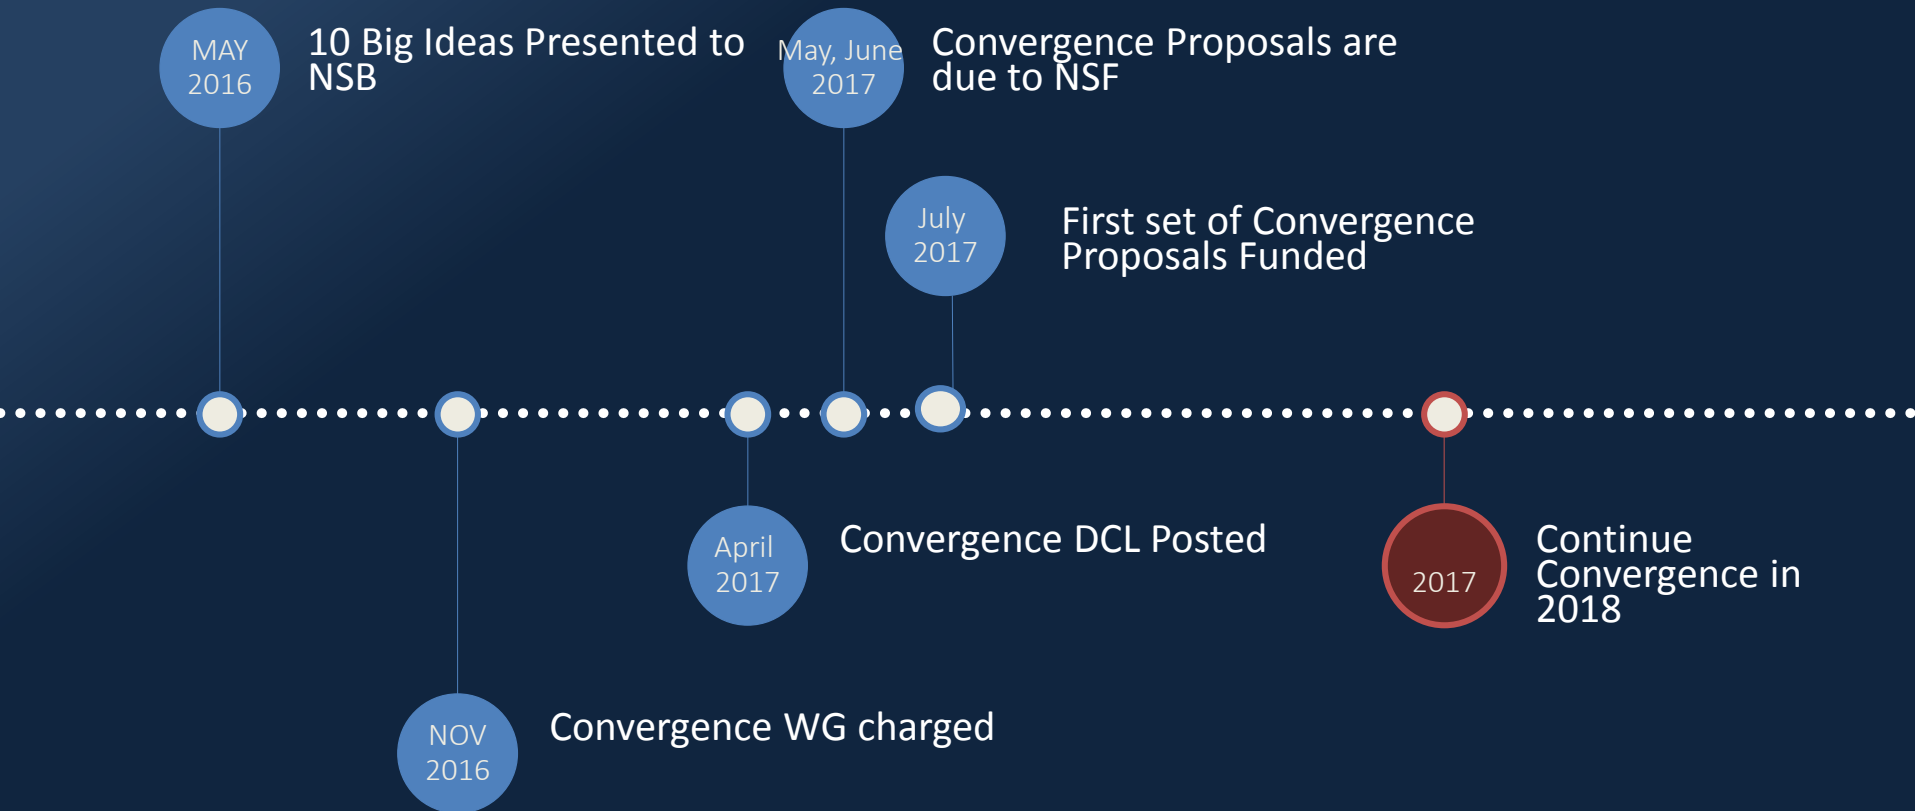 MAY
2016
10 Big Ideas Presented to
NSB
May, June
2017
Convergence Proposals are
due to NSF
July
2017
First set of Convergence
Proposals Funded
April
2017
Convergence DCL Posted
2017
Continue
Convergence in
2018
NOV
2016
Convergence WG charged